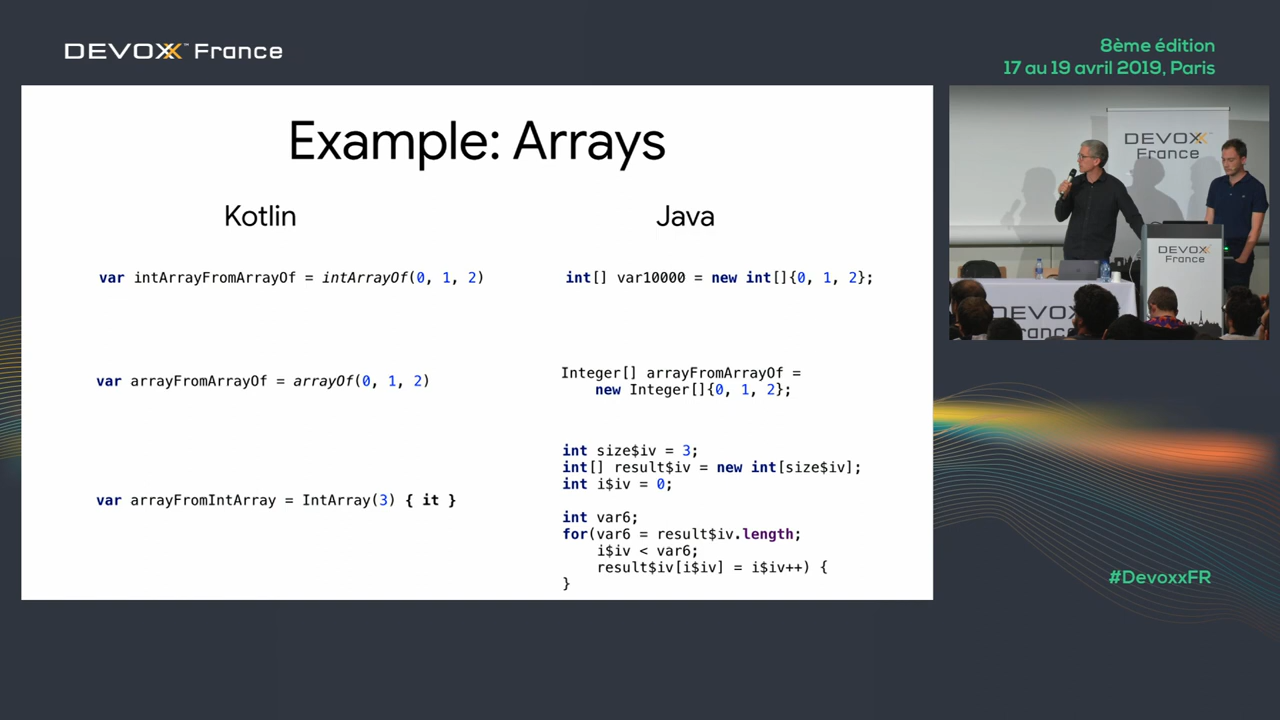 DEVOXX™ France
8ème édition
17 au 19 avril 2019, Paris
Example: Arrays
Kotlin
Java
var intArrayFromArrayOf = intArrayOf(0, 1, 2)
int[] var10000 = new int[]{0, 1, 2};
var arrayFromArrayOf = arrayOf(0, 1, 2)
Integer[] arrayFromArrayOf =
new Integer[]{0, 1, 2};
var arrayFromIntArray = IntArray(3) { it }
int size$iv = 3;
int[] result$iv = new int[size$iv];
int i$iv = 0;
int var6;
for(var6 = result$iv.length;
i$iv < var6;
result$iv[i$iv] = i$iv++) {
}
DEVOXX
France
DEVOXX
France
DEVOXX
France
#DevoxxFR